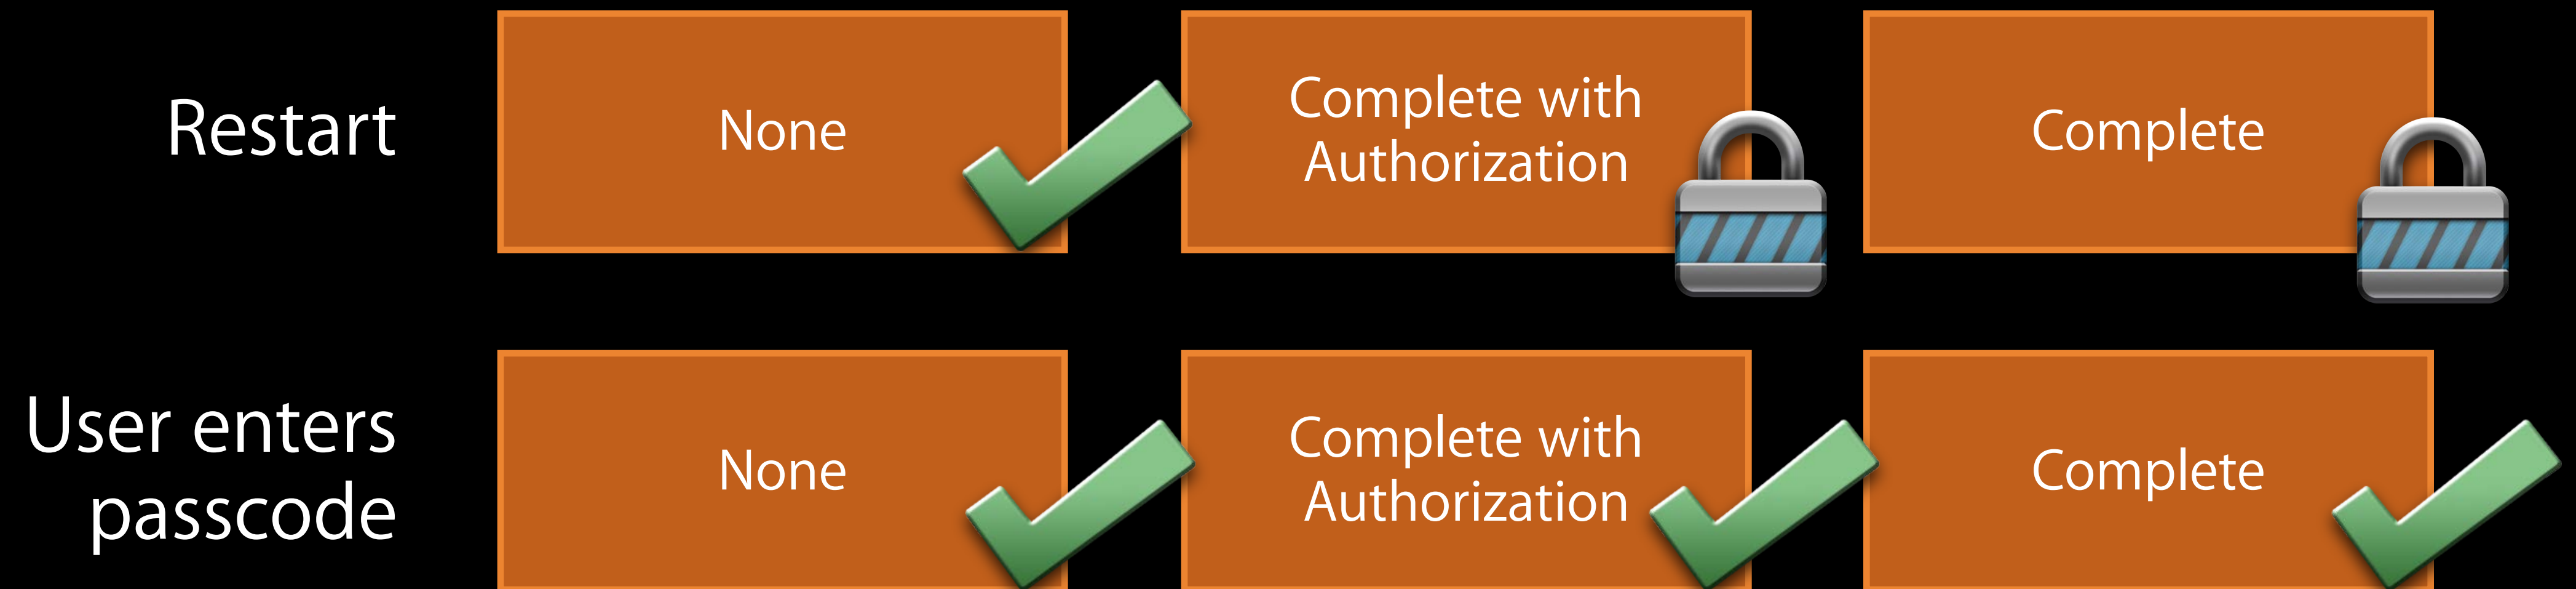 Restart
None
Complete with
Authorization
Complete
User enters
passcode
None
Complete with
Authorization
Complete